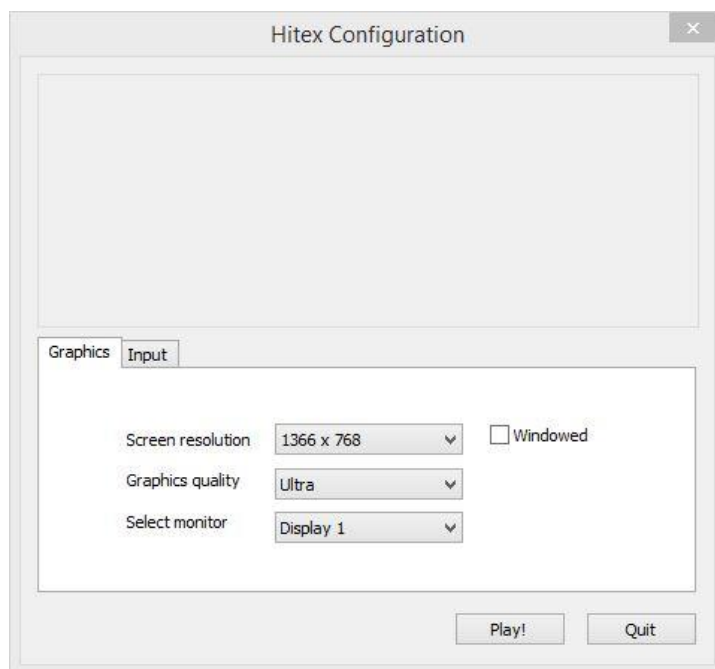 Hitex Configuration
Graphics
Input
Screen resolution 1366 x 768 Windowed
Graphics quality Ultra
Select monitor Display 1
Play! Quit